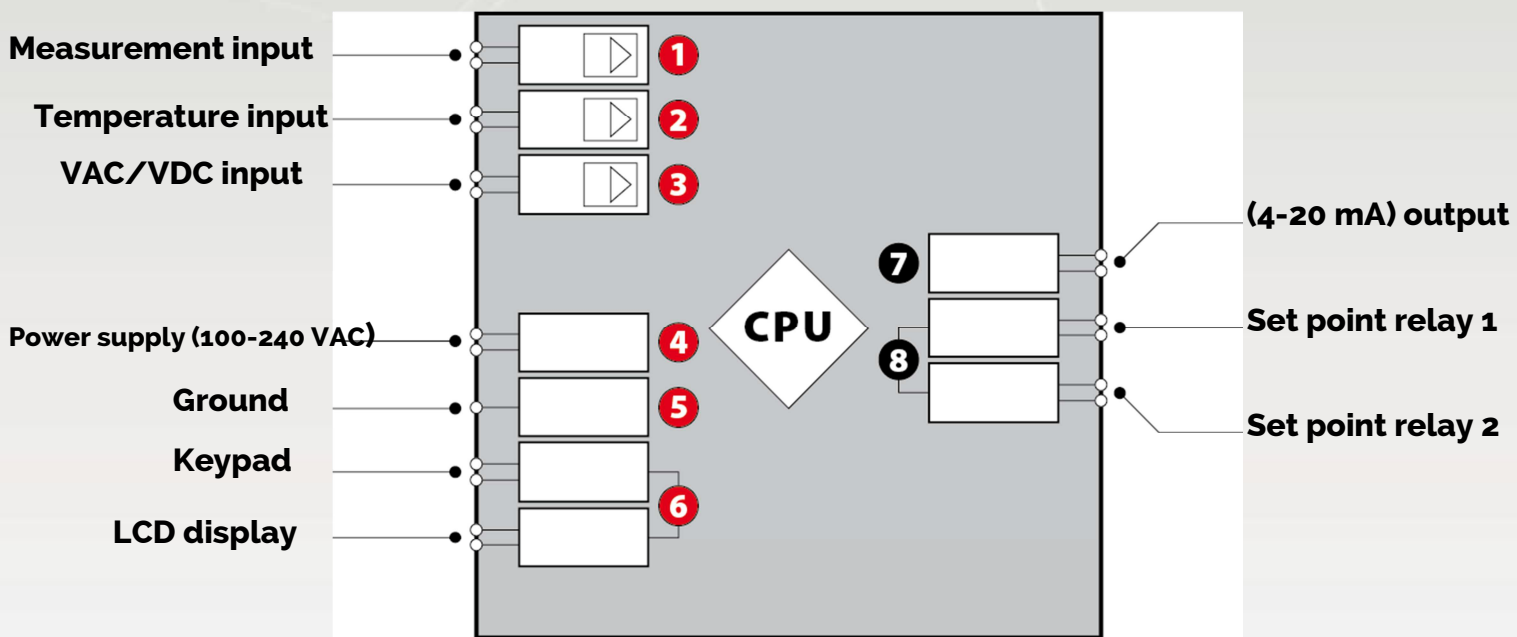 Measurement input
1
Temperature input
2
VAC/VDC input
3
Power supply (100-240 VAC)
4
Ground
5
Keypad
LCD display
6
CPU
7
(4-20 mA) output
8
Set point relay 1
Set point relay 2